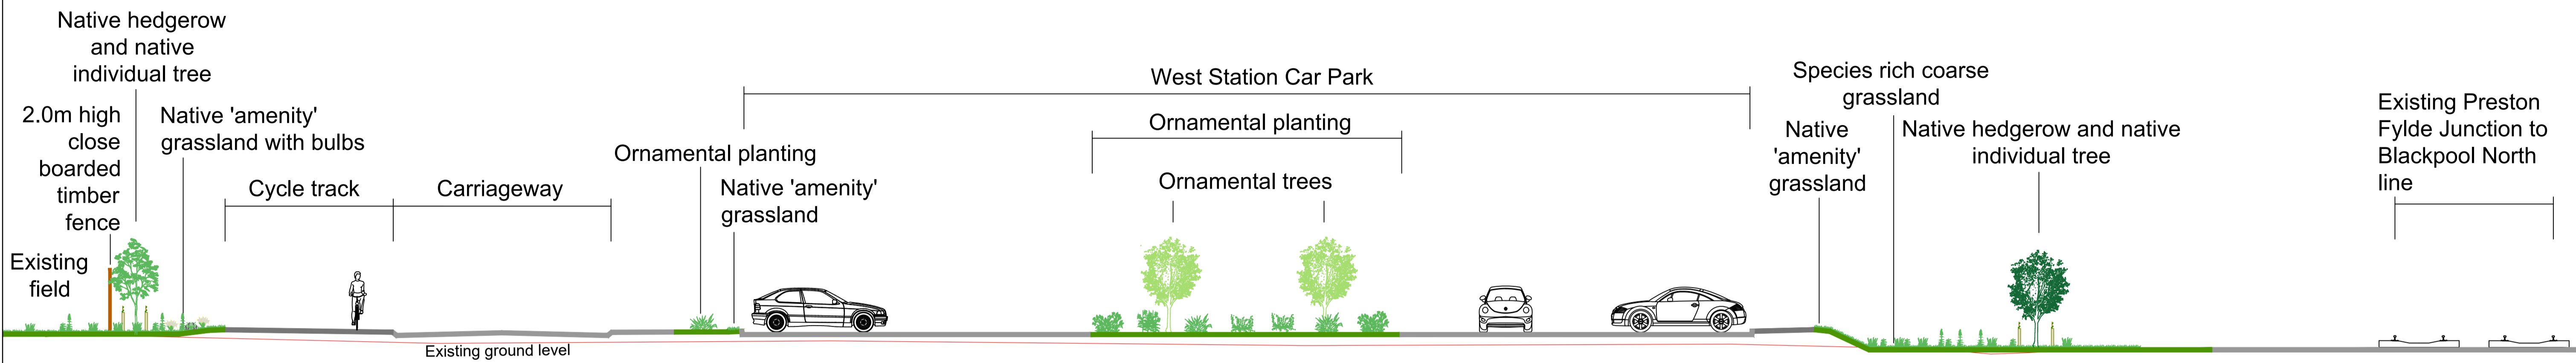 Native hedgerow
and native
individual tree
2.0m high
close
boarded
timber
fence
Existing
field
Native 'amenity'
grassland with bulbs
Cycle track
Carriageway
Existing ground level
Ornamental planting
Native 'amenity'
grassland
West Station Car Park
Ornamental planting
Ornamental trees
Species rich coarse
grassland
Native
'amenity'
grassland
Native hedgerow and native
individual tree
Existing Preston
Fylde Junction to
Blackpool North
line